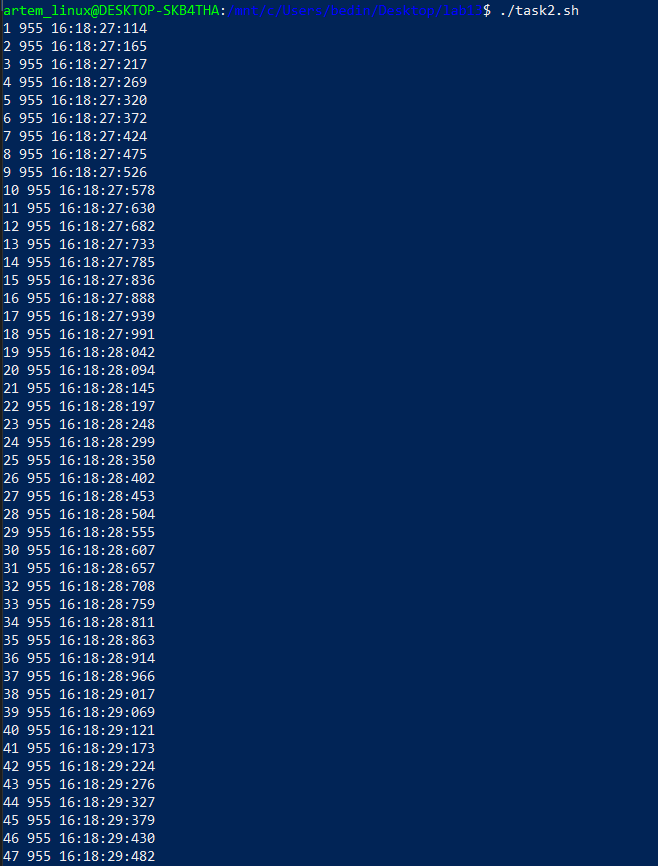 artem_linux@DESKTOP-SKB4THA:/mnt/c/Users/bodin/Desktop/lab13$ ./task2.sh
1 955 16:18:27:114
2 955 16:18:27:165
3 955 16:18:27:217
4 955 16:18:27:269
5 955 16:18:27:320
6 955 16:18:27:372
7 955 16:18:27:424
8 955 16:18:27:475
9 955 16:18:27:526
10 955 16:18:27:578
11 955 16:18:27:630
12 955 16:18:27:682
13 955 16:18:27:733
14 955 16:18:27:785
15 955 16:18:27:836
16 955 16:18:27:888
17 955 16:18:27:939
18 955 16:18:27:991
19 955 16:18:28:042
20 955 16:18:28:094
21 955 16:18:28:145
22 955 16:18:28:197
23 955 16:18:28:248
24 955 16:18:28:299
25 955 16:18:28:350
26 955 16:18:28:402
27 955 16:18:28:453
28 955 16:18:28:504
29 955 16:18:28:555
30 955 16:18:28:607
31 955 16:18:28:657
32 955 16:18:28:708
33 955 16:18:28:759
34 955 16:18:28:811
35 955 16:18:28:863
36 955 16:18:28:914
37 955 16:18:28:966
38 955 16:18:29:017
39 955 16:18:29:069
40 955 16:18:29:121
41 955 16:18:29:173
42 955 16:18:29:224
43 955 16:18:29:276
44 955 16:18:29:327
45 955 16:18:29:379
46 955 16:18:29:430
47 955 16:18:29:482